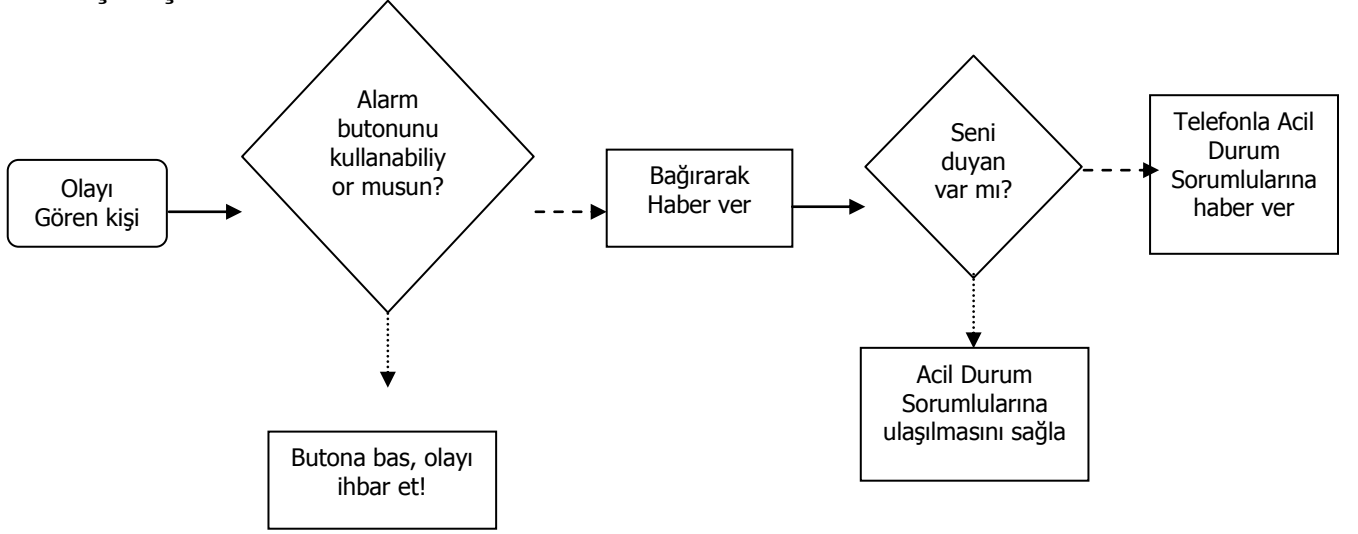 Olayı
Gören kişi
Alarm
butonunu
kullanabiliy
or musun?
Butona bas, olayı
ihbar et!
Bağırarak
Haber ver
Seni
duyan
var mı?
Acil Durum
Sorumlularına
ulaşılmasını sağla
Telefonla Acil
Durum
Sorumlularına
haber ver